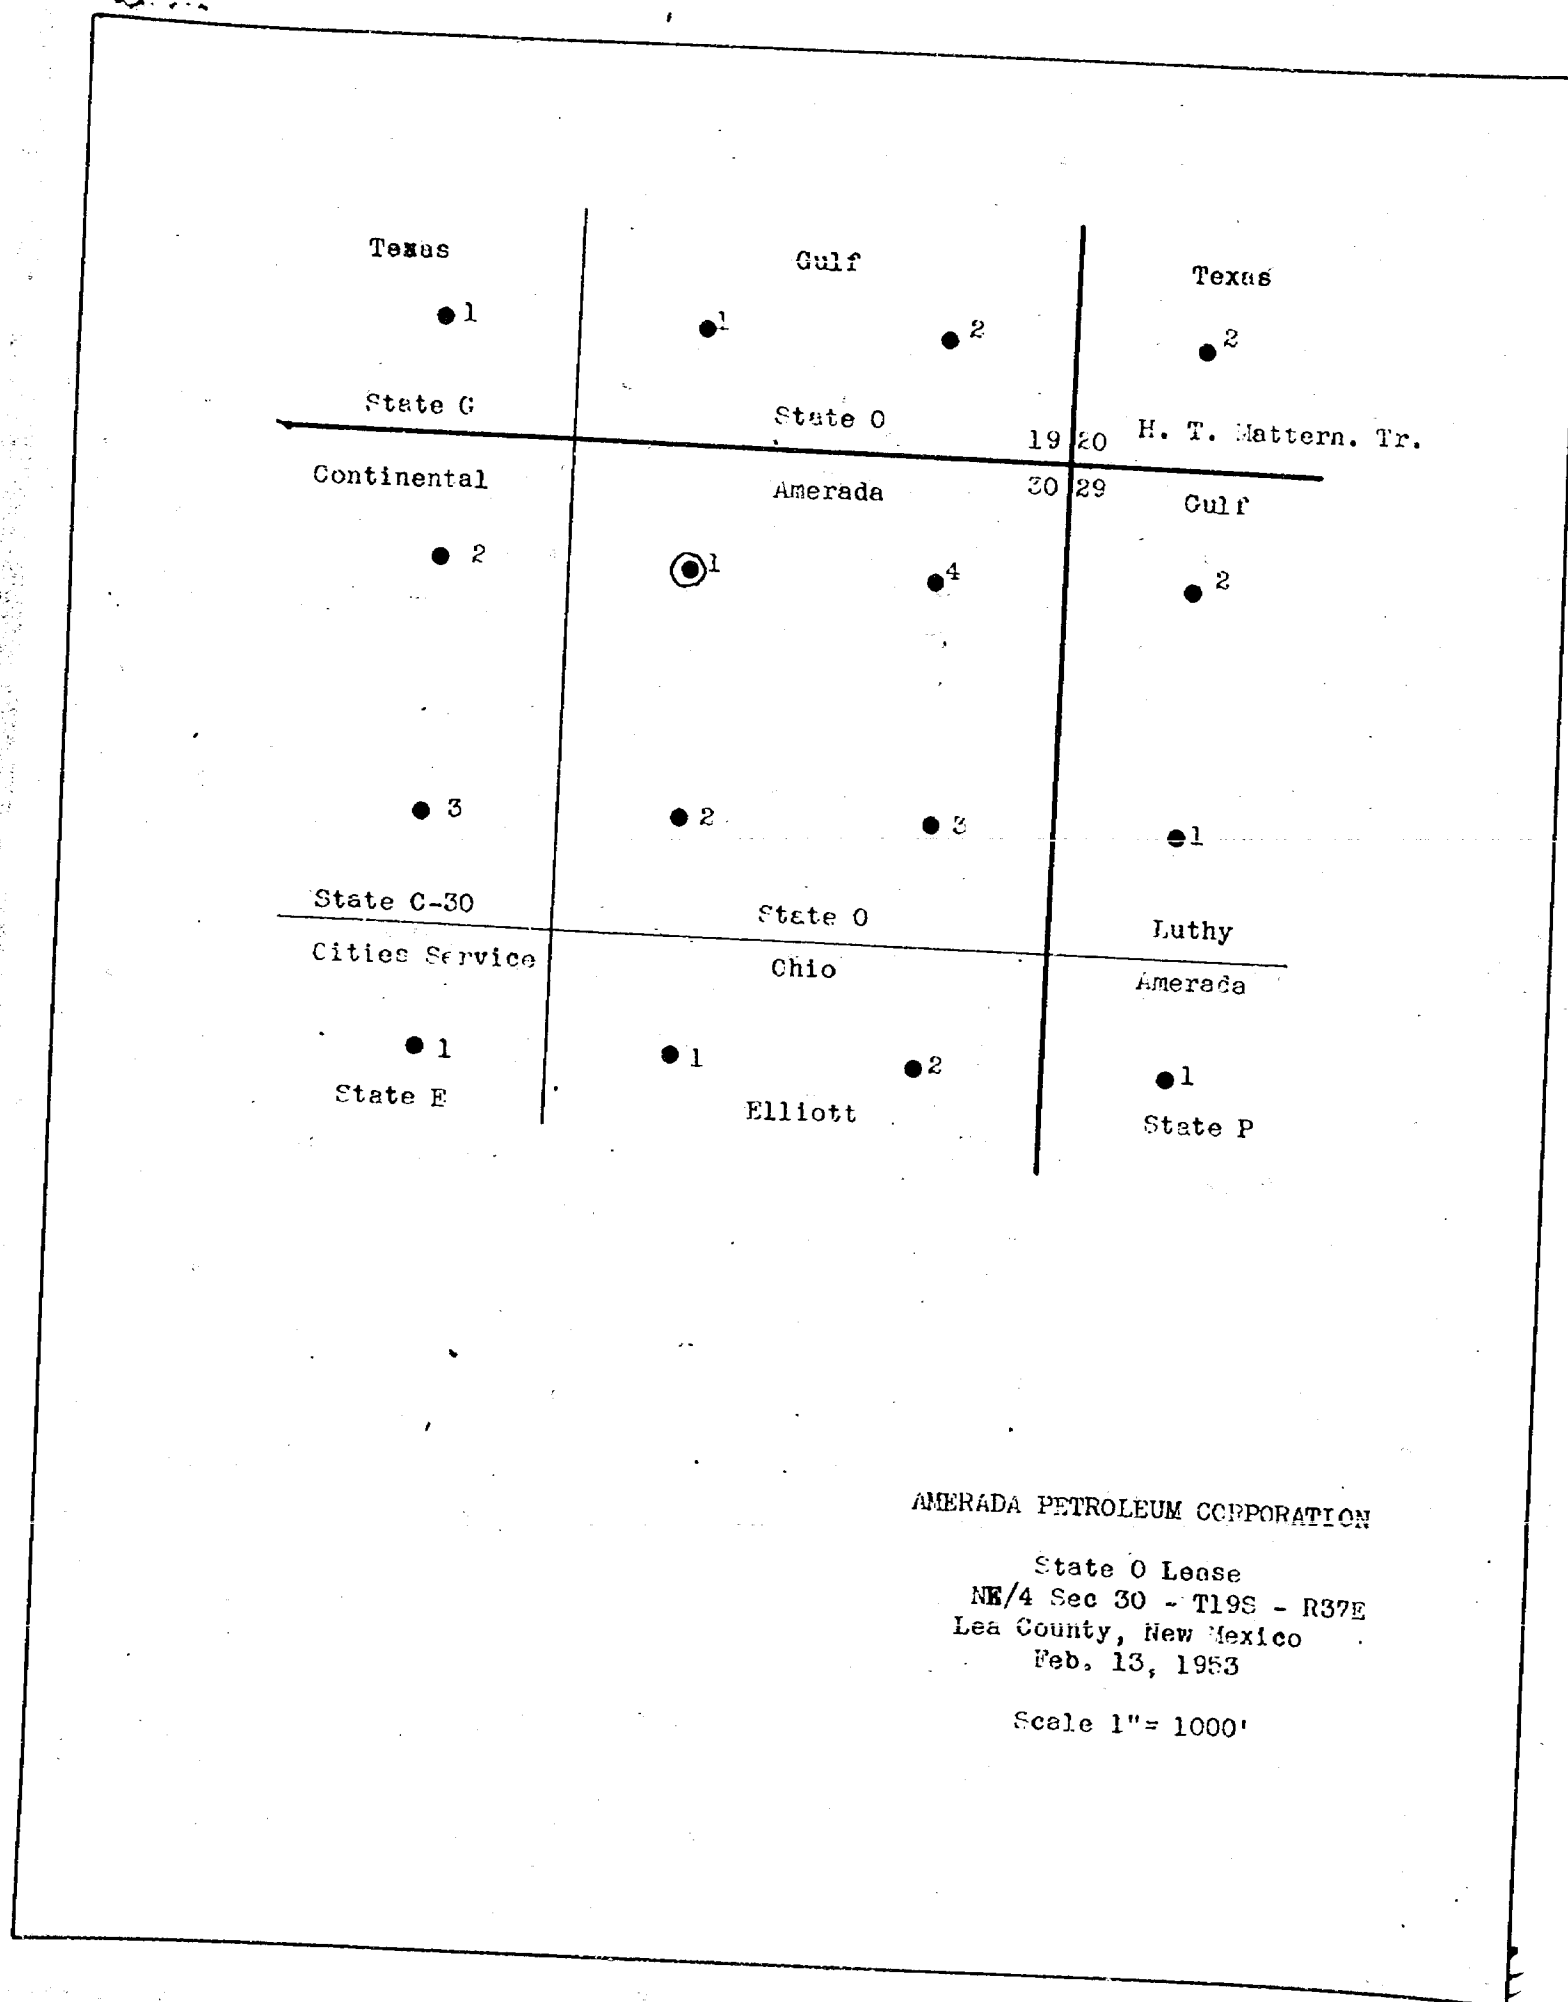 Texas Gulf Texas
1 1 2 2
State G State O H. T. Mattern. Tr.
19 20
30 29
Continental Amerada Gulf
2 1 4 2
3 2 3 1
State C-30 State O Luthy
Cities Service Ohio Amerada
1 1 2 1
State E Elliott State P
AMERADA PETROLEUM CORPORATION
State O Lease
NE/4 Sec 30 - T19S - R37E
Lea County, New Mexico
Feb. 13, 1953
Scale 1"= 1000'